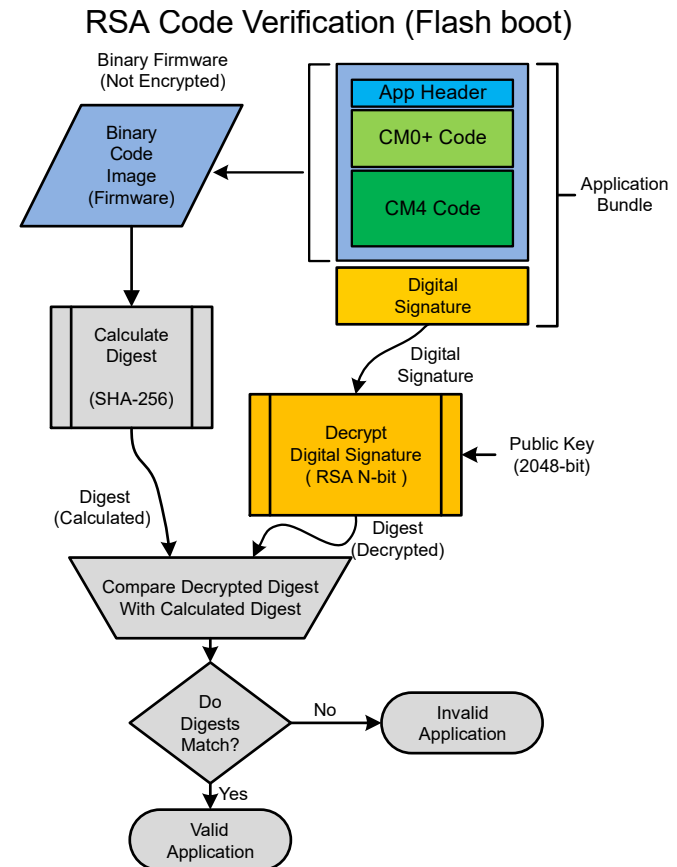 RSA Code Verification (Flash boot)
Binary Firmware
(Not Encrypted)
Binary
Code
Image
(Firmware)
App Header
CM0+ Code
CM4 Code
Application
Bundle
Digital
Signature
Calculate
Digest
(SHA-256)
Digital
Signature
Decrypt
Digital Signature
( RSA N-bit )
Public Key
(2048-bit)
Digest
(Calculated)
Digest
(Decrypted)
Compare Decrypted Digest
With Calculated Digest
Do
Digests
Match?
No
Invalid
Application
Yes
Valid
Application